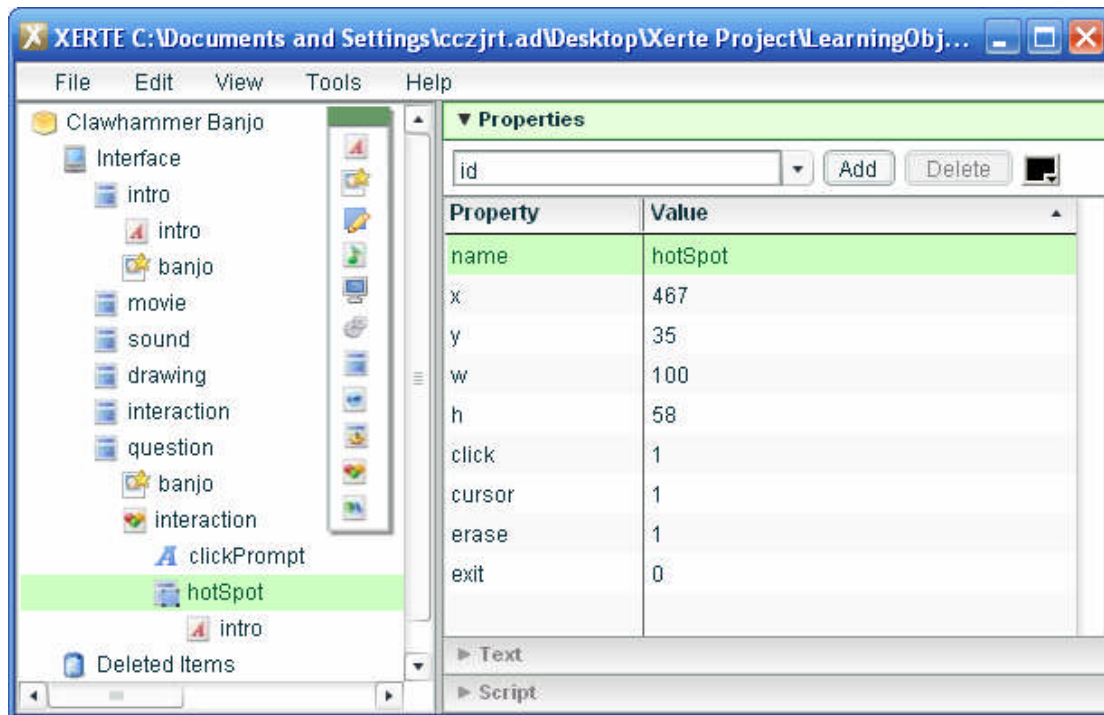 XERTE C:\Documents and Settings\cczjrt.ad\Desktop\Xerte Project\LearningObj...
File Edit View Tools Help
Clawhammer Banjo
Interface
intro
intro
banjo
movie
sound
drawing
interaction
question
banjo
interaction
clickPrompt
hotSpot
intro
Deleted Items
▼ Properties
id Add Delete
Property Value
name hotSpot
x 467
y 35
w 100
h 58
click 1
cursor 1
erase 1
exit 0
Text
Script